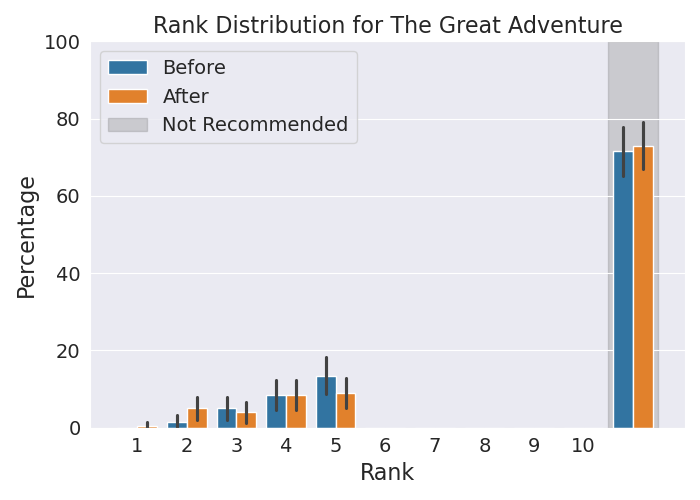 Rank Distribution for The Great Adventure
100
80
60
40
20
0
Percentage
Before
After
Not Recommended
1 2 3 4 5 6 7 8 9 10
Rank